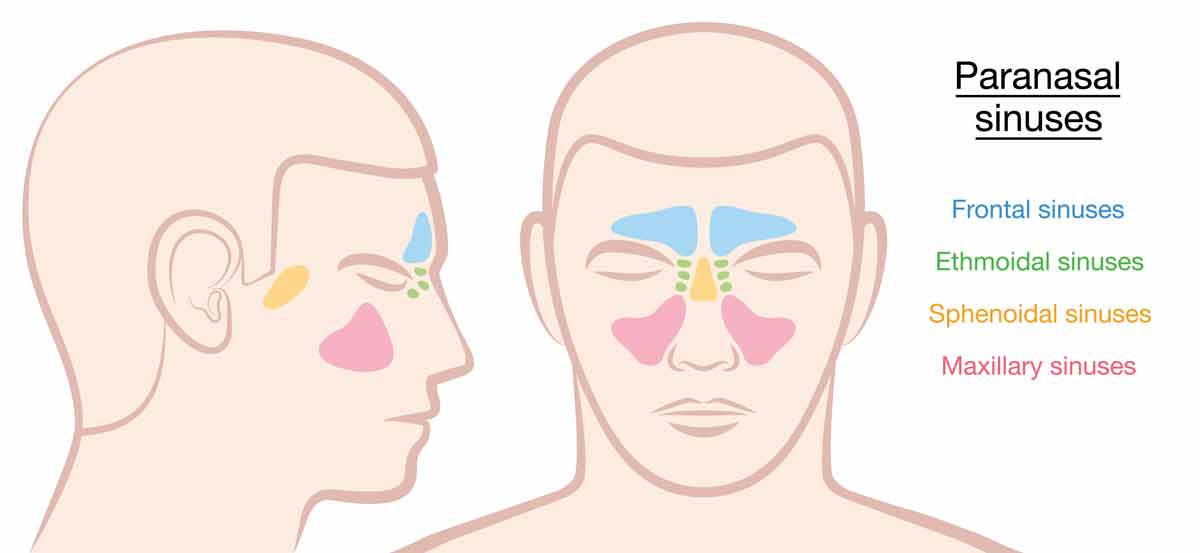 Paranasal
sinuses
Frontal sinuses
Ethmoidal sinuses
Sphenoidal sinuses
Maxillary sinuses